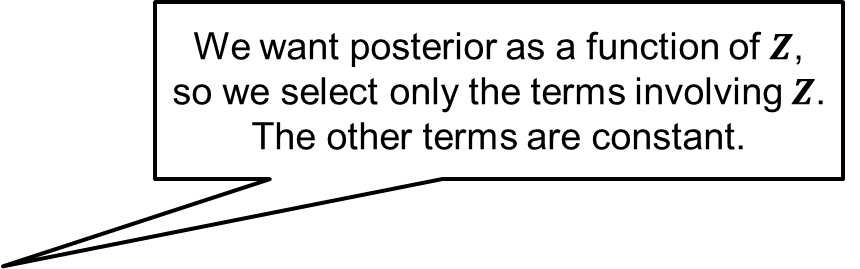 We want posterior as a function of Z,
so we select only the terms involving Z.
The other terms are constant.